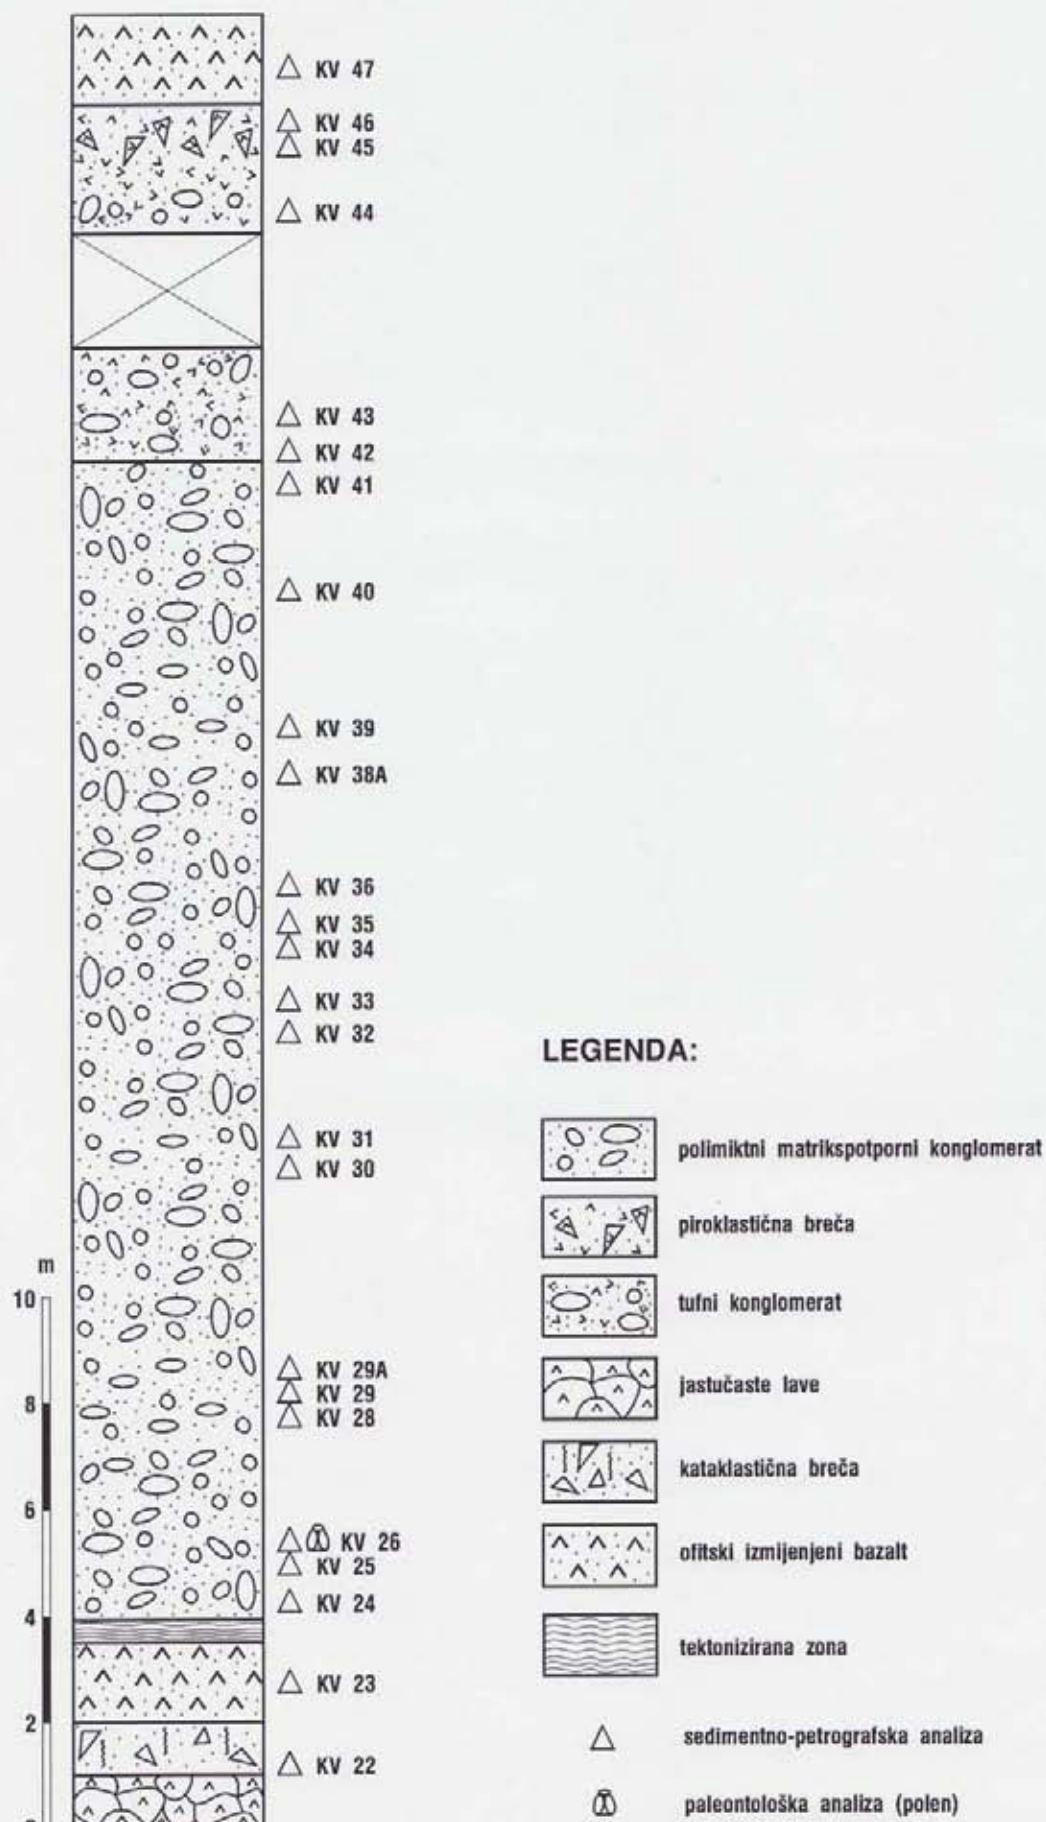 KV 47
KV 46
KV 45
KV 44
KV 43
KV 42
KV 41
KV 40
KV 39
KV 38A
KV 36
KV 35
KV 34
KV 33
KV 32
KV 31
KV 30
KV 29A
KV 29
KV 28
KV 26
KV 25
KV 24
KV 23
KV 22
m
10
8
6
4
2
LEGENDA:
polimiktni matrikspotporni konglomerat
piroklastična breča
tufni konglomerat
jastučaste lave
kataklastična breča
ofitski izmijenjeni bazalt
tektonizirana zona
sedimentno-petrografska analiza
paleontološka analiza (polen)